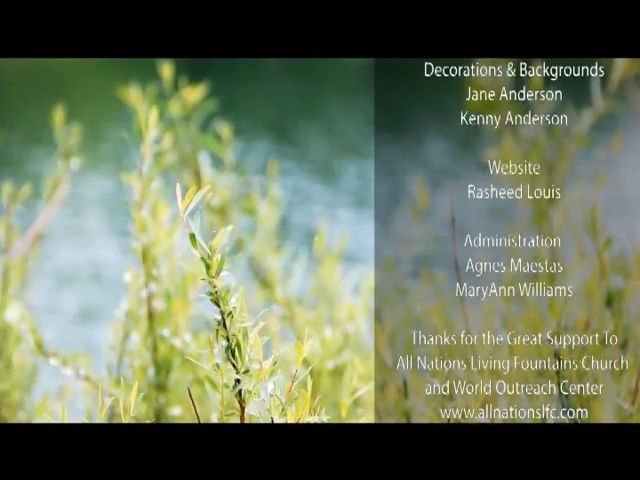 Decorations & Backgrounds
Jane Anderson
Kenny Anderson
Website
Rasheed Louis
Administration
Agnes Maestas
MaryAnn Williams
Thanks for the Great Support To
All Nations Living Fountains Church
and World Outreach Center
www.allnationslfc.com